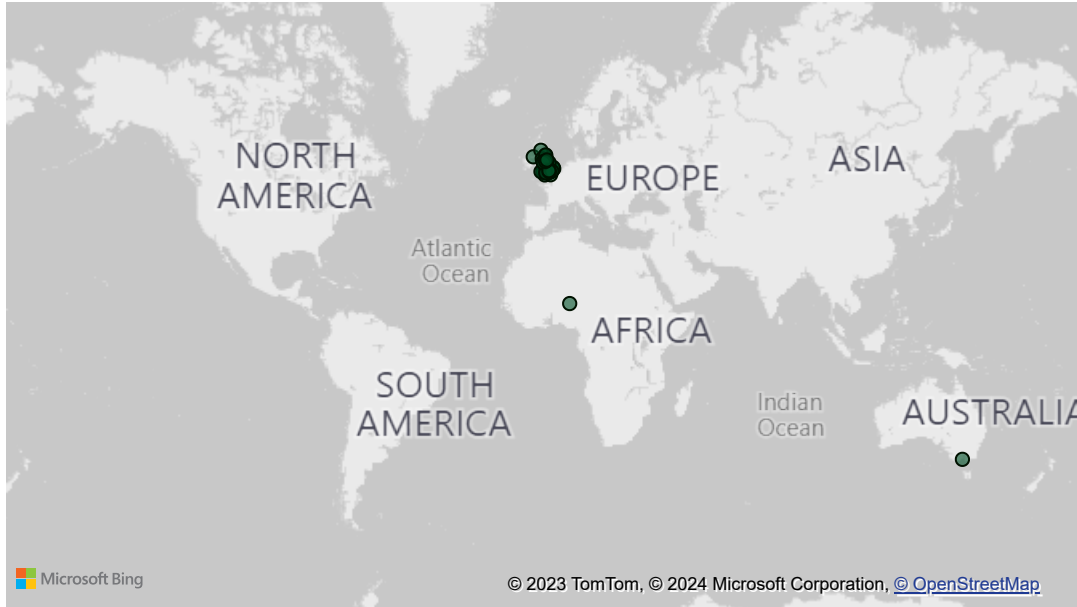 NORTH
AMERICA
EUROPE
ASIA
Atlantic
Ocean
AFRICA
SOUTH
AMERICA
Indian
Ocean
AUSTRALIA
Microsoft Bing
© 2023 TomTom, © 2024 Microsoft Corporation, © OpenStreetMap